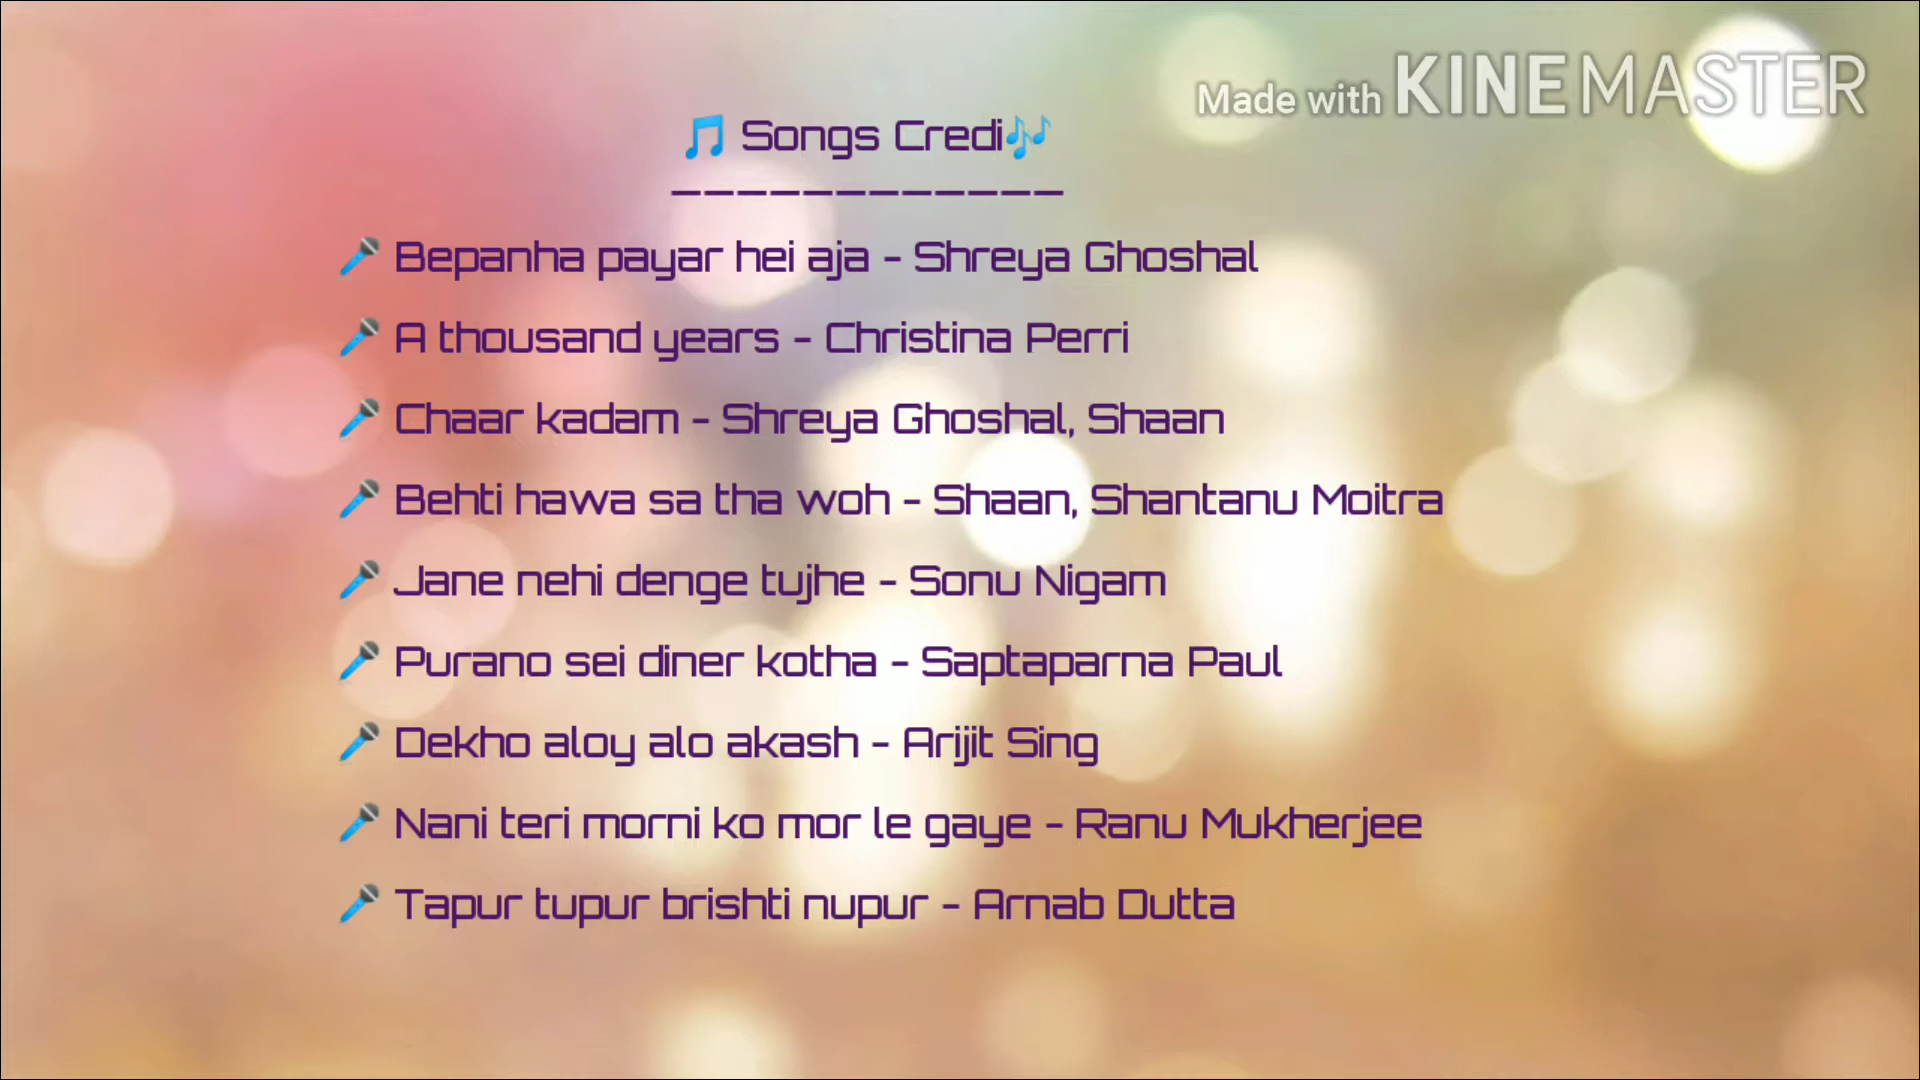 Made with KINEMASTER
🎵 Songs Credi🎶
____________
🎤 Bepanha payar hei aja - Shreya Ghoshal
🎤 A thousand years - Christina Perri
🎤 Chaar kadam - Shreya Ghoshal, Shaan
🎤 Behti hawa sa tha woh - Shaan, Shantanu Moitra
🎤 Jane nehi denge tujhe - Sonu Nigam
🎤 Purano sei diner kotha - Saptaparna Paul
🎤 Dekho aloy alo akash - Arijit Sing
🎤 Nani teri morni ko mor le gaye - Ranu Mukherjee
🎤 Tapur tupur brishti nupur - Arnab Dutta